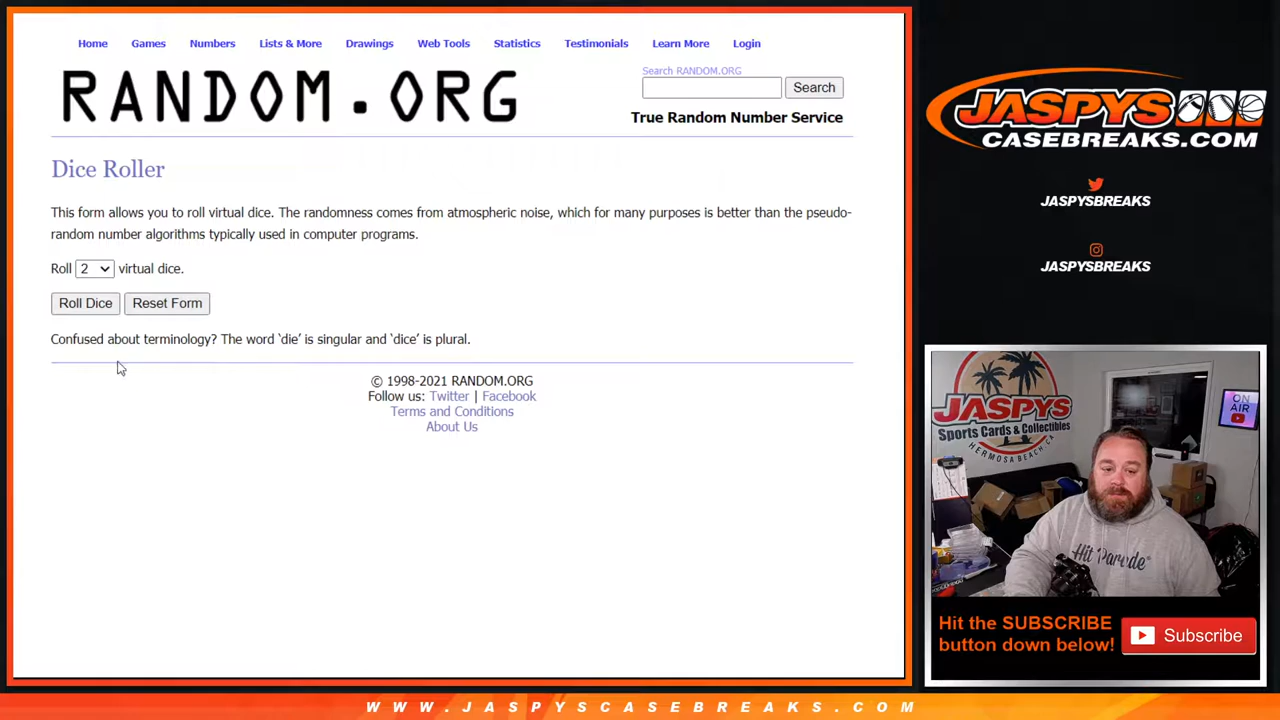 Home Games Numbers Lists & More Drawings Web Tools Statistics Testimonials Learn More Login
RANDOM.ORG
Search RANDOM.ORG
Search
True Random Number Service
Dice Roller
This form allows you to roll virtual dice. The randomness comes from atmospheric noise, which for many purposes is better than the pseudo-
random number algorithms typically used in computer programs.
Roll 2 virtual dice.
Roll Dice Reset Form
Confused about terminology? The word ‘die’ is singular and ‘dice’ is plural.
© 1998-2021 RANDOM.ORG
Follow us: Twitter | Facebook
Terms and Conditions
About Us
JASPYS
CASEBREAKS.COM
JASPYSBREAKS
JASPYSBREAKS
JASPYS
Sports Cards & Collectibles
HERMOSA BEACH CA
ON AIR
Hit Parade
Hit the SUBSCRIBE
button down below!
Subscribe
WWW.JASPYSCASEBREAKS.COM